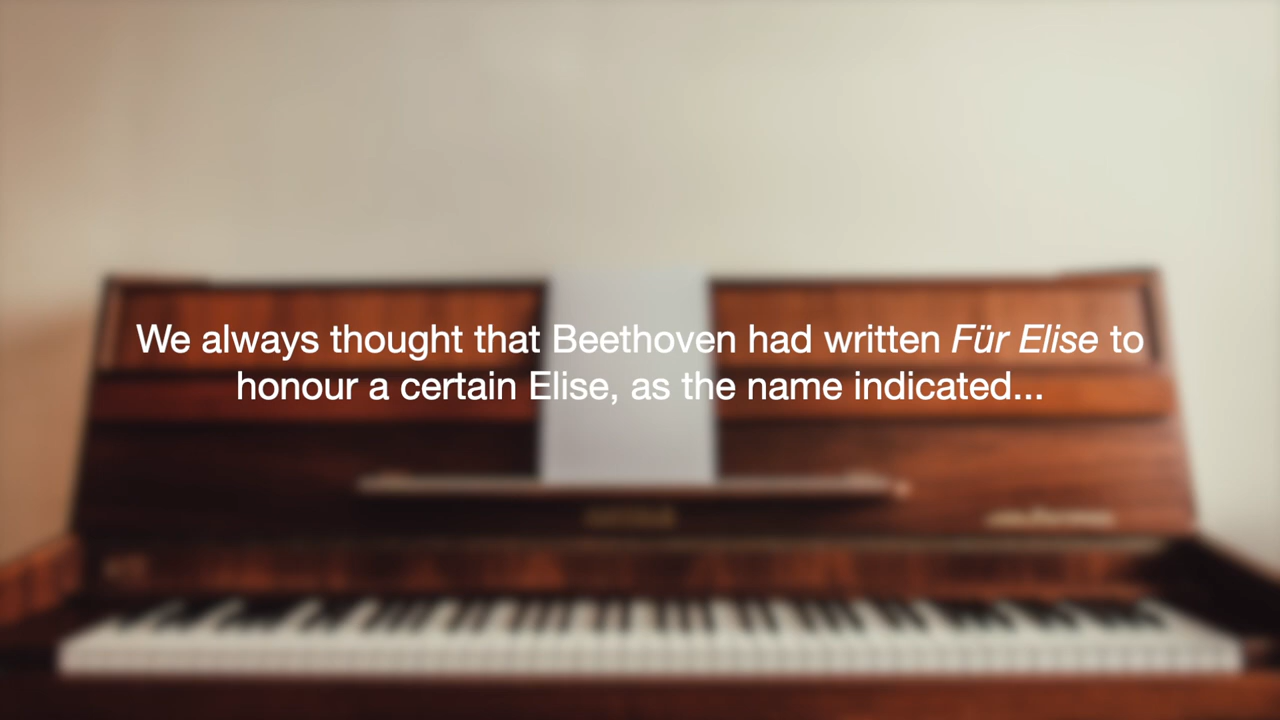 We always thought that Beethoven had written Für Elise to
honour a certain Elise, as the name indicated...